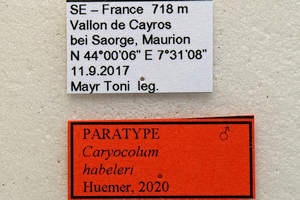 SE – France 718 m
Vallon de Cayros
bei Saorge, Maurion
N 44°00'06" E 7°31'08"
11.9.2017
Mayr Toni leg.
PARATYPE ♂
Caryocolum
habeleri
Huemer, 2020